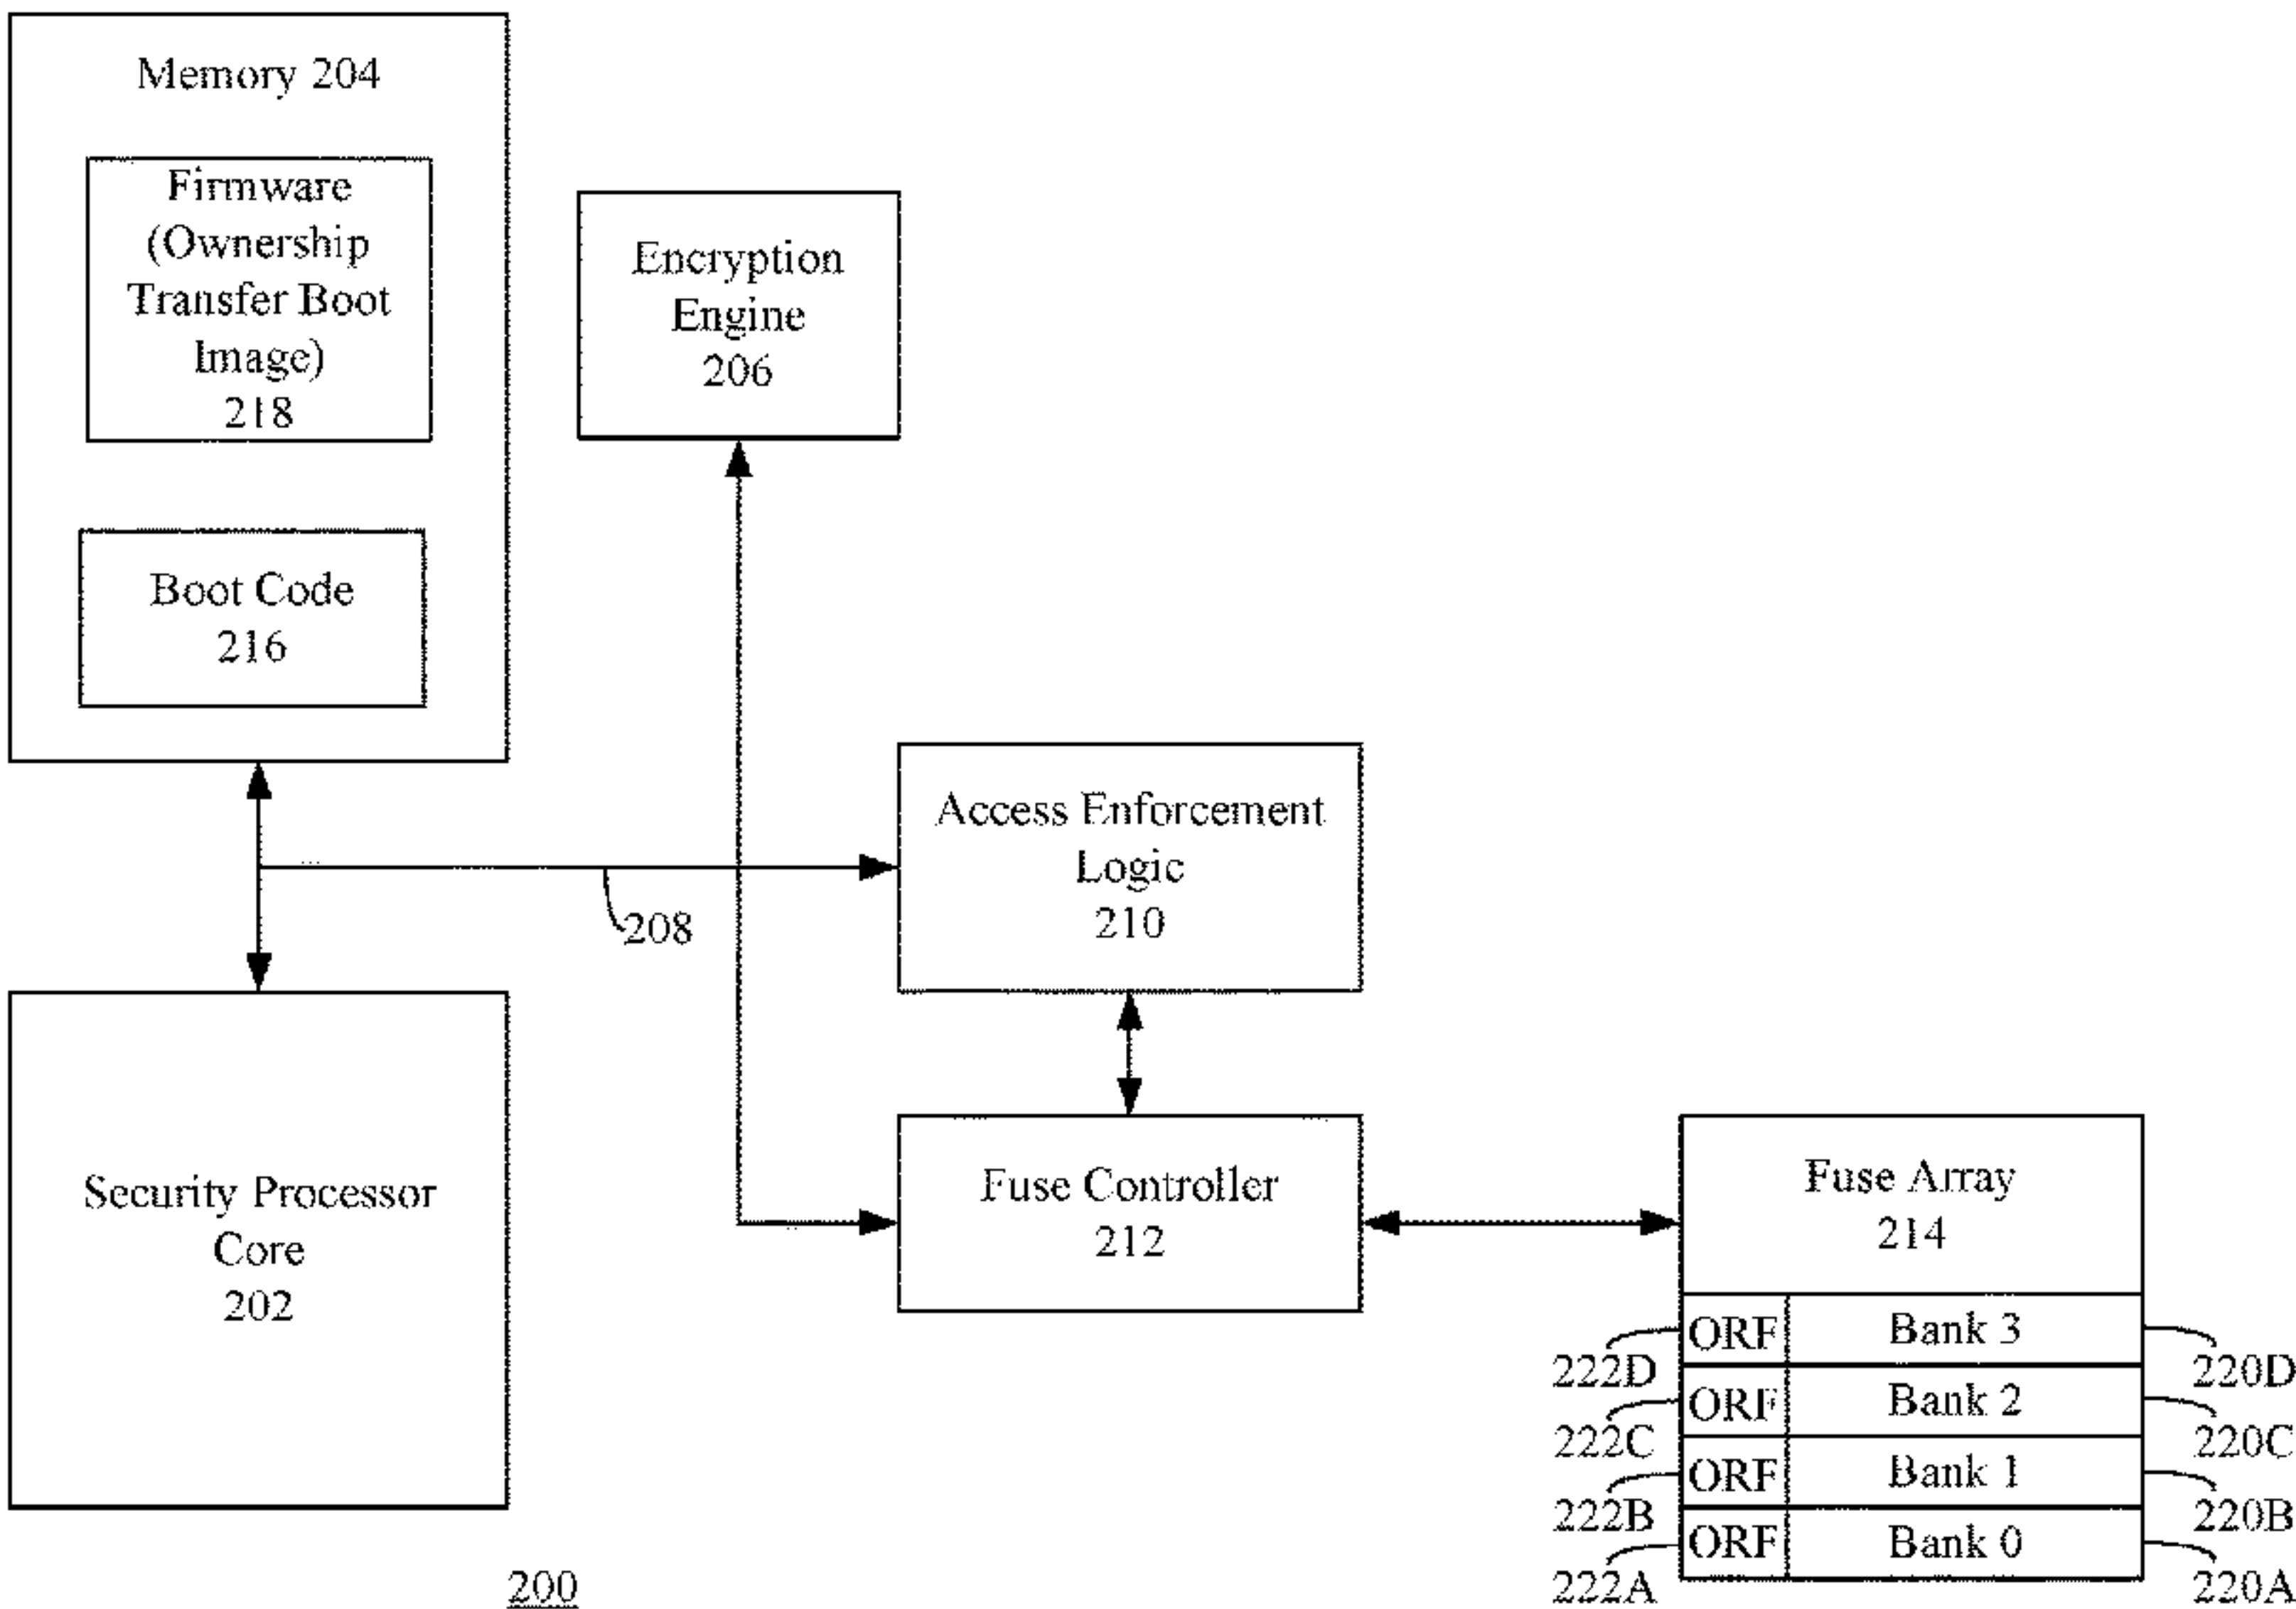 Memory 204
Firmware
(Ownership
Transfer Boot
Image)
218
Boot Code
216
Encryption
Engine
206
208
Access Enforcement
Logic
210
Security Processor
Core
202
Fuse Controller
212
Fuse Array
214
ORF Bank 3
222D 220D
ORF Bank 2
222C 220C
ORF Bank 1
222B 220B
ORF Bank 0
222A 220A
200